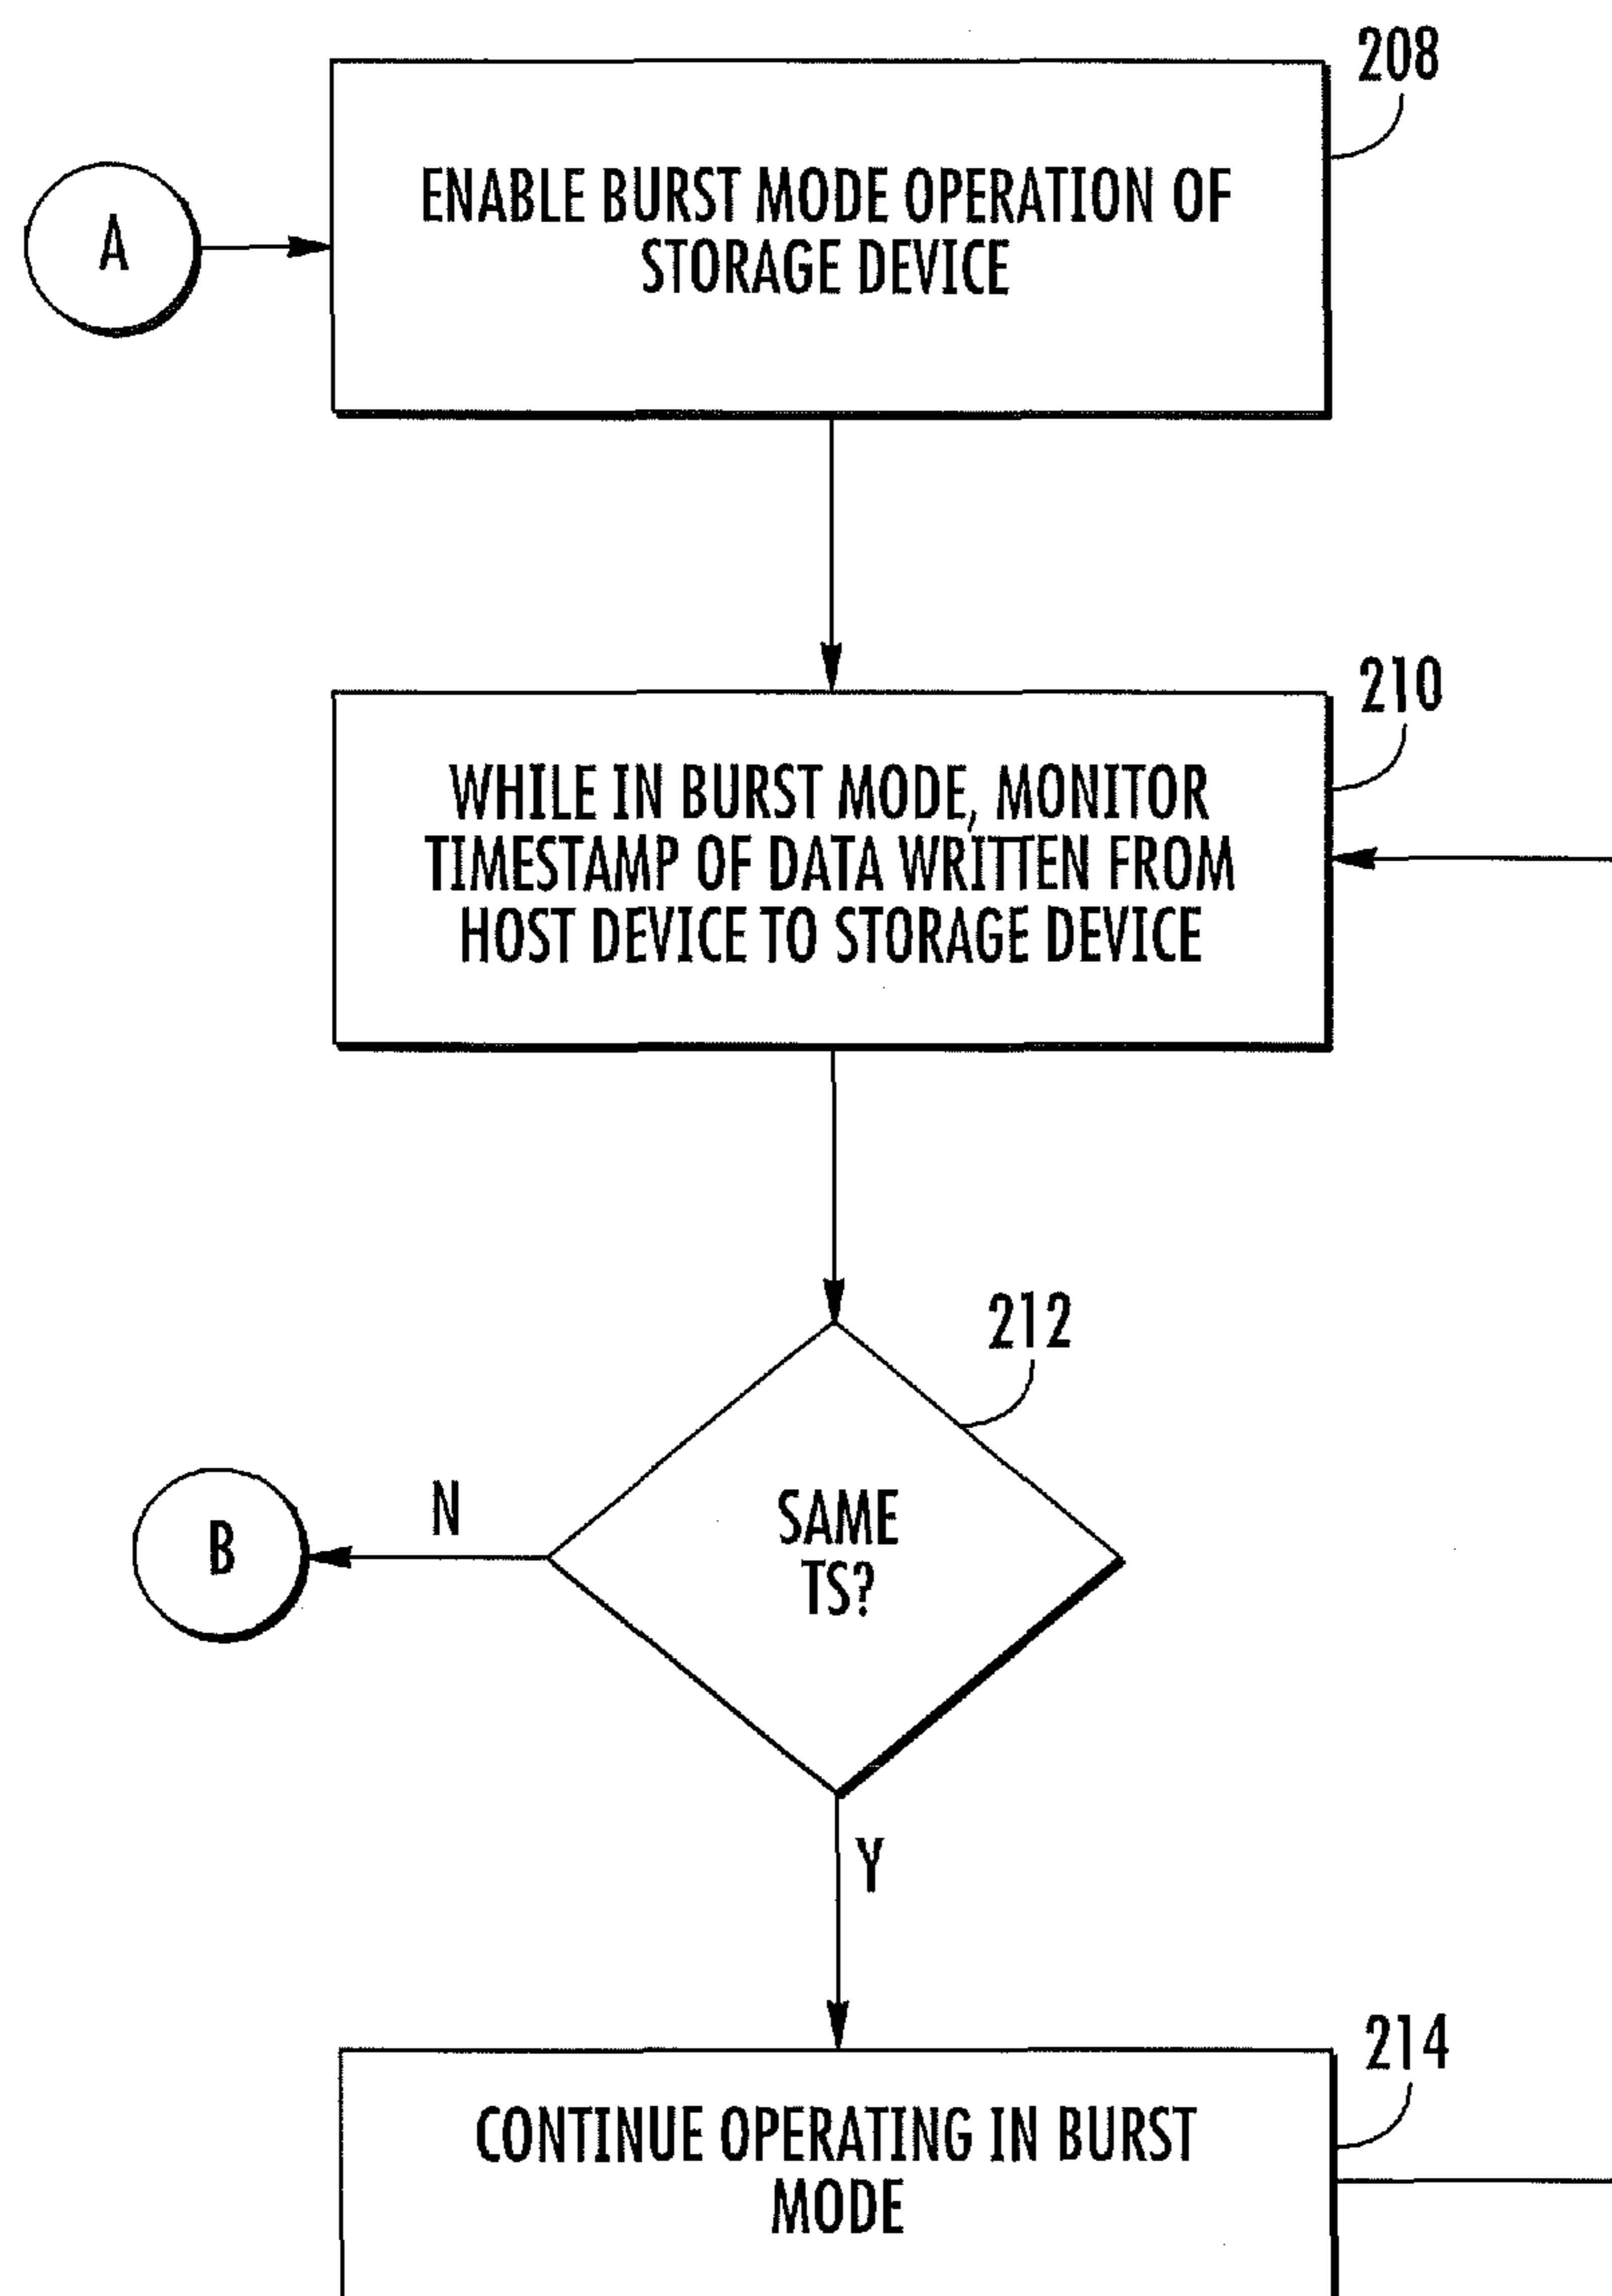 208
A
ENABLE BURST MODE OPERATION OF
STORAGE DEVICE
210
WHILE IN BURST MODE, MONITOR
TIMESTAMP OF DATA WRITTEN FROM
HOST DEVICE TO STORAGE DEVICE
212
SAME
TS?
N
B
Y
214
CONTINUE OPERATING IN BURST
MODE